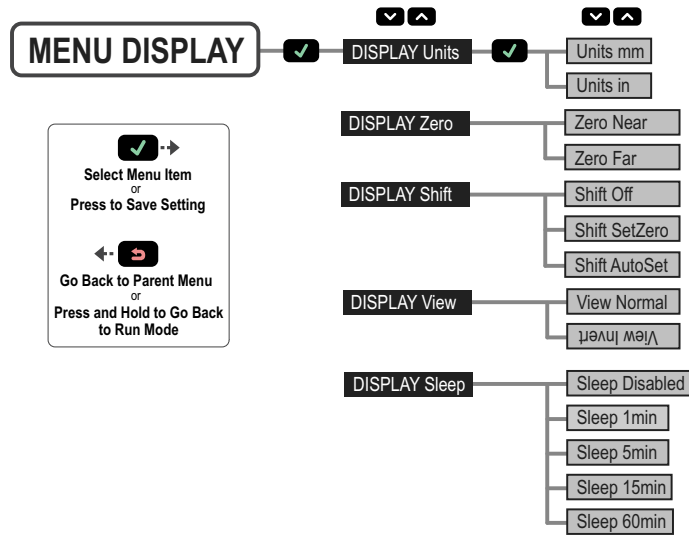 MENU DISPLAY
DISPLAY Units
Units mm
Units in
DISPLAY Zero
Zero Near
Zero Far
DISPLAY Shift
Shift Off
Shift SetZero
Shift AutoSet
DISPLAY View
View Normal
View Invert
DISPLAY Sleep
Sleep Disabled
Sleep 1min
Sleep 5min
Sleep 15min
Sleep 60min
Select Menu Item
or
Press to Save Setting
Go Back to Parent Menu
or
Press and Hold to Go Back
to Run Mode